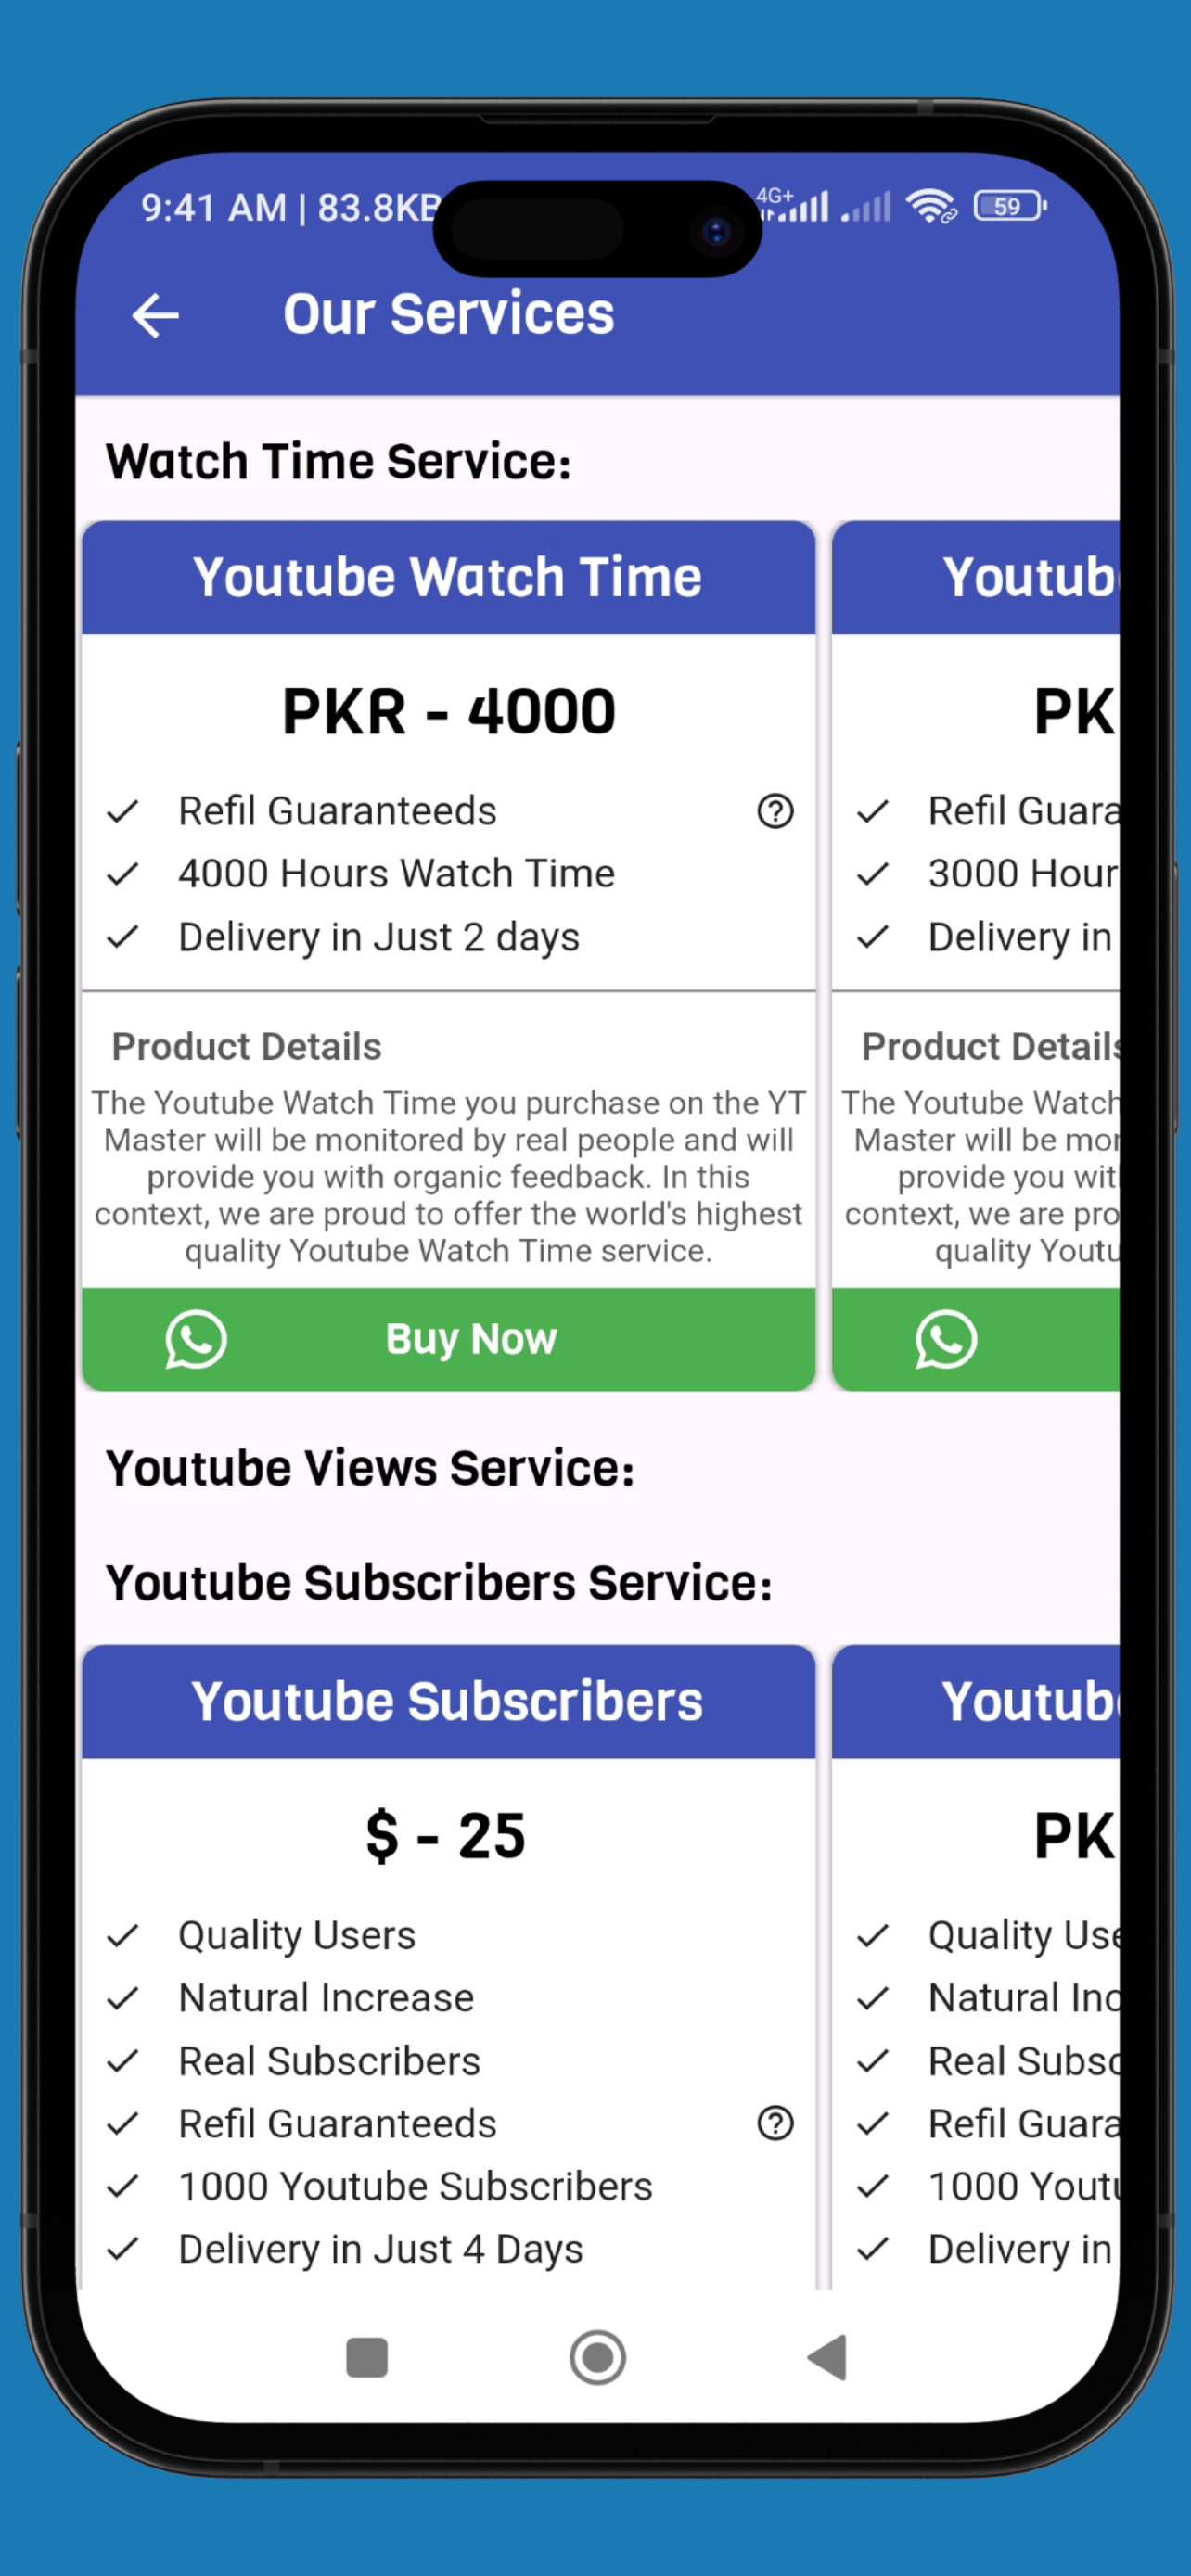 9:41 AM | 83.8KB
4G+
59
Our Services
Watch Time Service:
Youtube Watch Time
PKR - 4000
Refil Guaranteeds
4000 Hours Watch Time
Delivery in Just 2 days
Product Details
The Youtube Watch Time you purchase on the YT
Master will be monitored by real people and will
provide you with organic feedback. In this
context, we are proud to offer the world's highest
quality Youtube Watch Time service.
Buy Now
Youtub
PK
Refil Guara
3000 Hour
Delivery in
Product Details
The Youtube Watch
Master will be mor
provide you wit
context, we are pro
quality Youtu
Youtube Views Service:
Youtube Subscribers Service:
Youtube Subscribers
$ - 25
Quality Users
Natural Increase
Real Subscribers
Refil Guaranteeds
1000 Youtube Subscribers
Delivery in Just 4 Days
Youtub
PK
Quality Use
Natural Inc
Real Subsc
Refil Guara
1000 Youtu
Delivery in